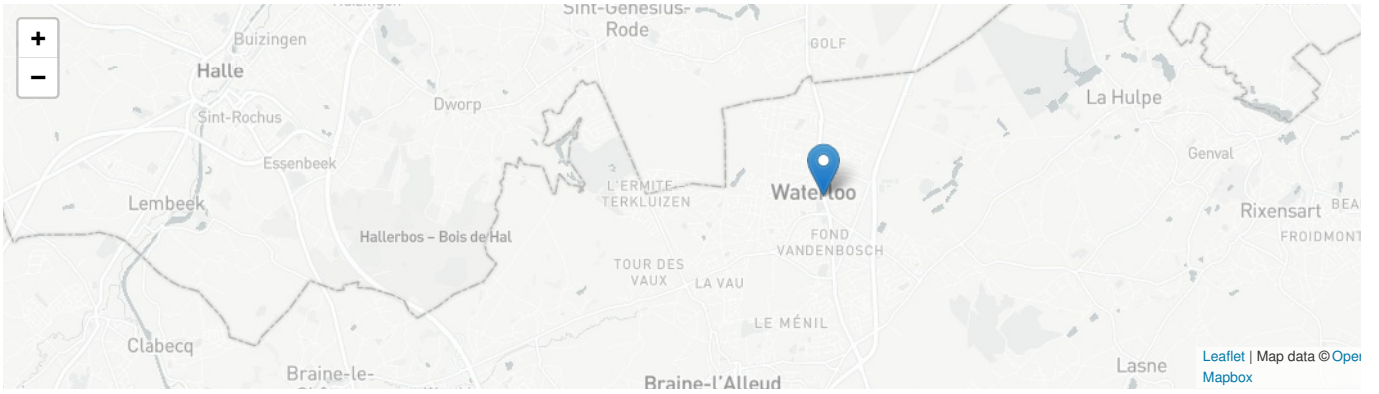 +
−
Sint-Genesius-
Rode
Buizingen
GOLF
Halle
La Hulpe
Dworp
Sint-Rochus
Genval
Essenbeek
L'ERMITE –
TERKLUIZEN
Waterloo
Lembeek
Rixensart
BEA
Hallerbos – Bois de Hal
FOND
VANDENBOSCH
FROIDMONT
TOUR DES
VAUX
LA VAU
LE MÉNIL
Clabecq
Braine-le-
Lasne
Braine-l'Alleud
Leaflet | Map data © Oper
Mapbox